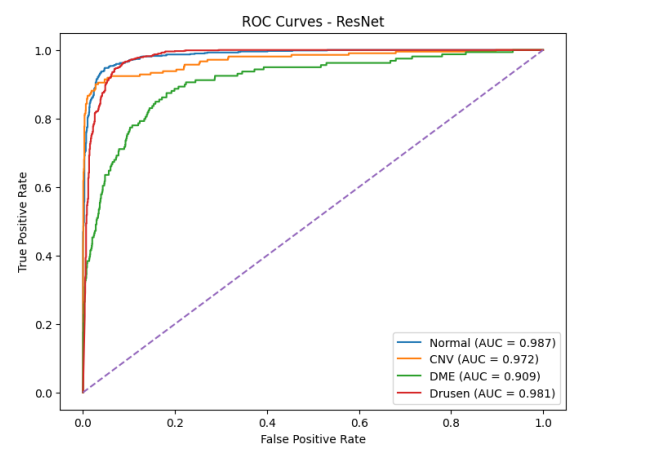 ROC Curves - ResNet
True Positive Rate
1.0
0.8
0.6
0.4
0.2
0.0
Normal (AUC = 0.987)
CNV (AUC = 0.972)
DME (AUC = 0.909)
Drusen (AUC = 0.981)
0.0 0.2 0.4 0.6 0.8 1.0
False Positive Rate